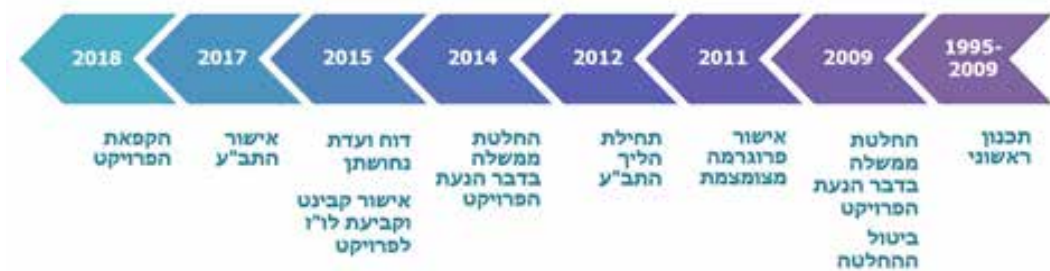 1995-
2009
2009
2011
2012
2014
2015
2017
2018
תכנון
ראשוני
החלטת
ממשלה
בדבר הנעת
הפרויקט
ביטול
ההחלטה
אישור
פרוגרמה
מצומצמת
תחילת
הליך
התב"ע
החלטת
ממשלה
בדבר הנעת
הפרויקט
דוח ועדת
נחושתן
אישור קבינט
וקביעת לו"ז
לפרויקט
אישור
התב"ע
הקפאת
הפרויקט